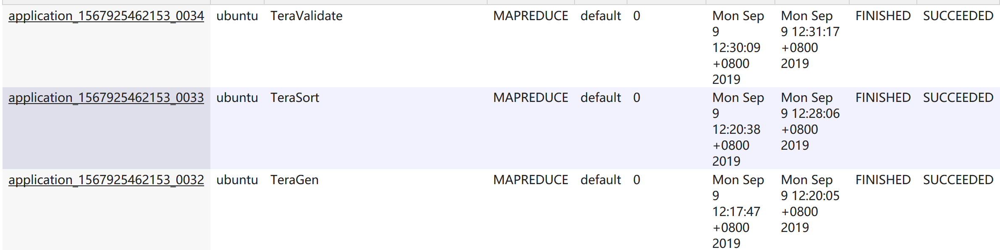 application_1567925462153_0034 ubuntu TeraValidate MAPREDUCE default 0 Mon Sep Mon Sep FINISHED SUCCEEDED
9 9 12:31:17
12:30:09 +0800
+0800 2019
2019
application_1567925462153_0033 ubuntu TeraSort MAPREDUCE default 0 Mon Sep Mon Sep FINISHED SUCCEEDED
9 9 12:28:06
12:20:38 +0800
+0800 2019
2019
application_1567925462153_0032 ubuntu TeraGen MAPREDUCE default 0 Mon Sep Mon Sep FINISHED SUCCEEDED
9 9 12:20:05
12:17:47 +0800
+0800 2019
2019